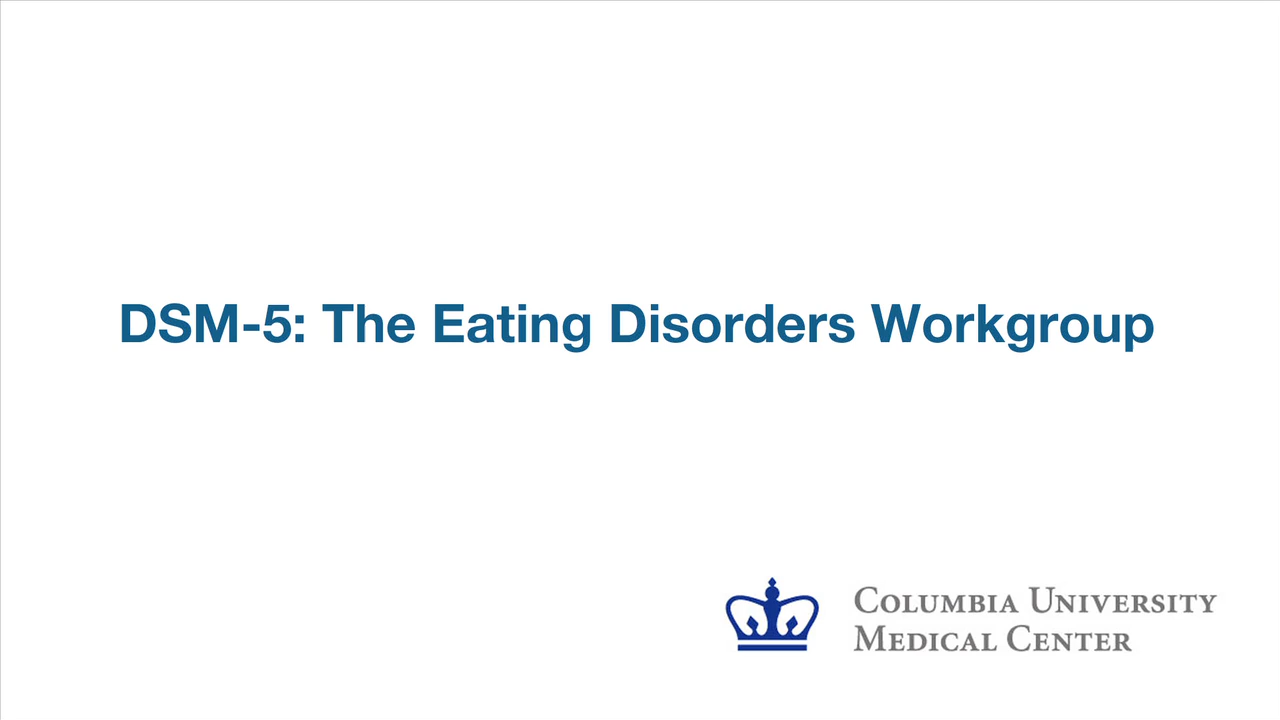 DSM-5: The Eating Disorders Workgroup
COLUMBIA UNIVERSITY
MEDICAL CENTER